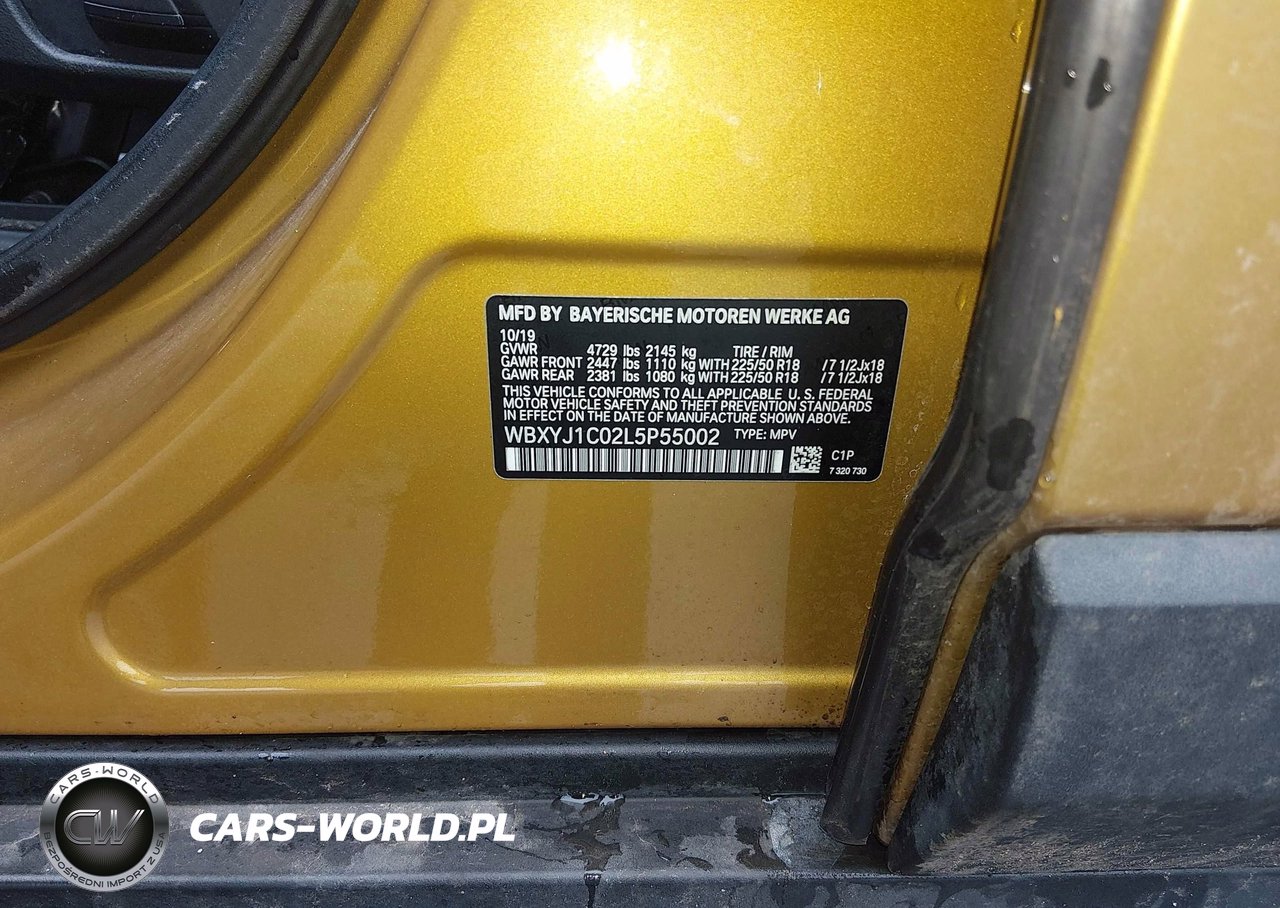 MFD BY BAYERISCHE MOTOREN WERKE AG
10/19
GVWR 4729 lbs 2145 kg TIRE / RIM
GAWR FRONT 2447 lbs 1110 kg WITH 225/50 R18 /7 1/2Jx18
GAWR REAR 2381 lbs 1080 kg WITH 225/50 R18 /7 1/2Jx18
THIS VEHICLE CONFORMS TO ALL APPLICABLE U. S. FEDERAL
MOTOR VEHICLE SAFETY AND THEFT PREVENTION STANDARDS
IN EFFECT ON THE DATE OF MANUFACTURE SHOWN ABOVE.
WBXYJ1C02L5P55002 TYPE: MPV
C1P
7 320 730
CARS-WORLD
CW
BEZPOŚREDNI IMPORT Z USA
CARS-WORLD.PL